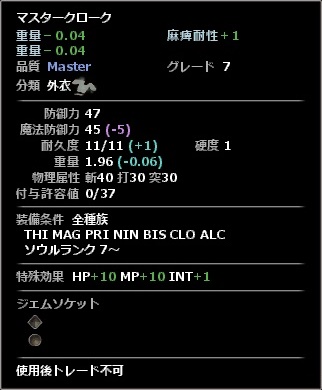 マスタークローク
重量－0.04 麻痺耐性＋1
重量－0.04
品質 Master グレード 7
分類 外衣
防御力 47
魔法防御力 45 (-5)
耐久度 11/11 (+1) 硬度 1
重量 1.96 (-0.06)
物理属性 斬40 打30 突30
付与許容値 0/37
装備条件 全種族
THI MAG PRI NIN BIS CLO ALC
ソウルランク 7～
特殊効果 HP+10 MP+10 INT+1
ジェムソケット
使用後トレード不可